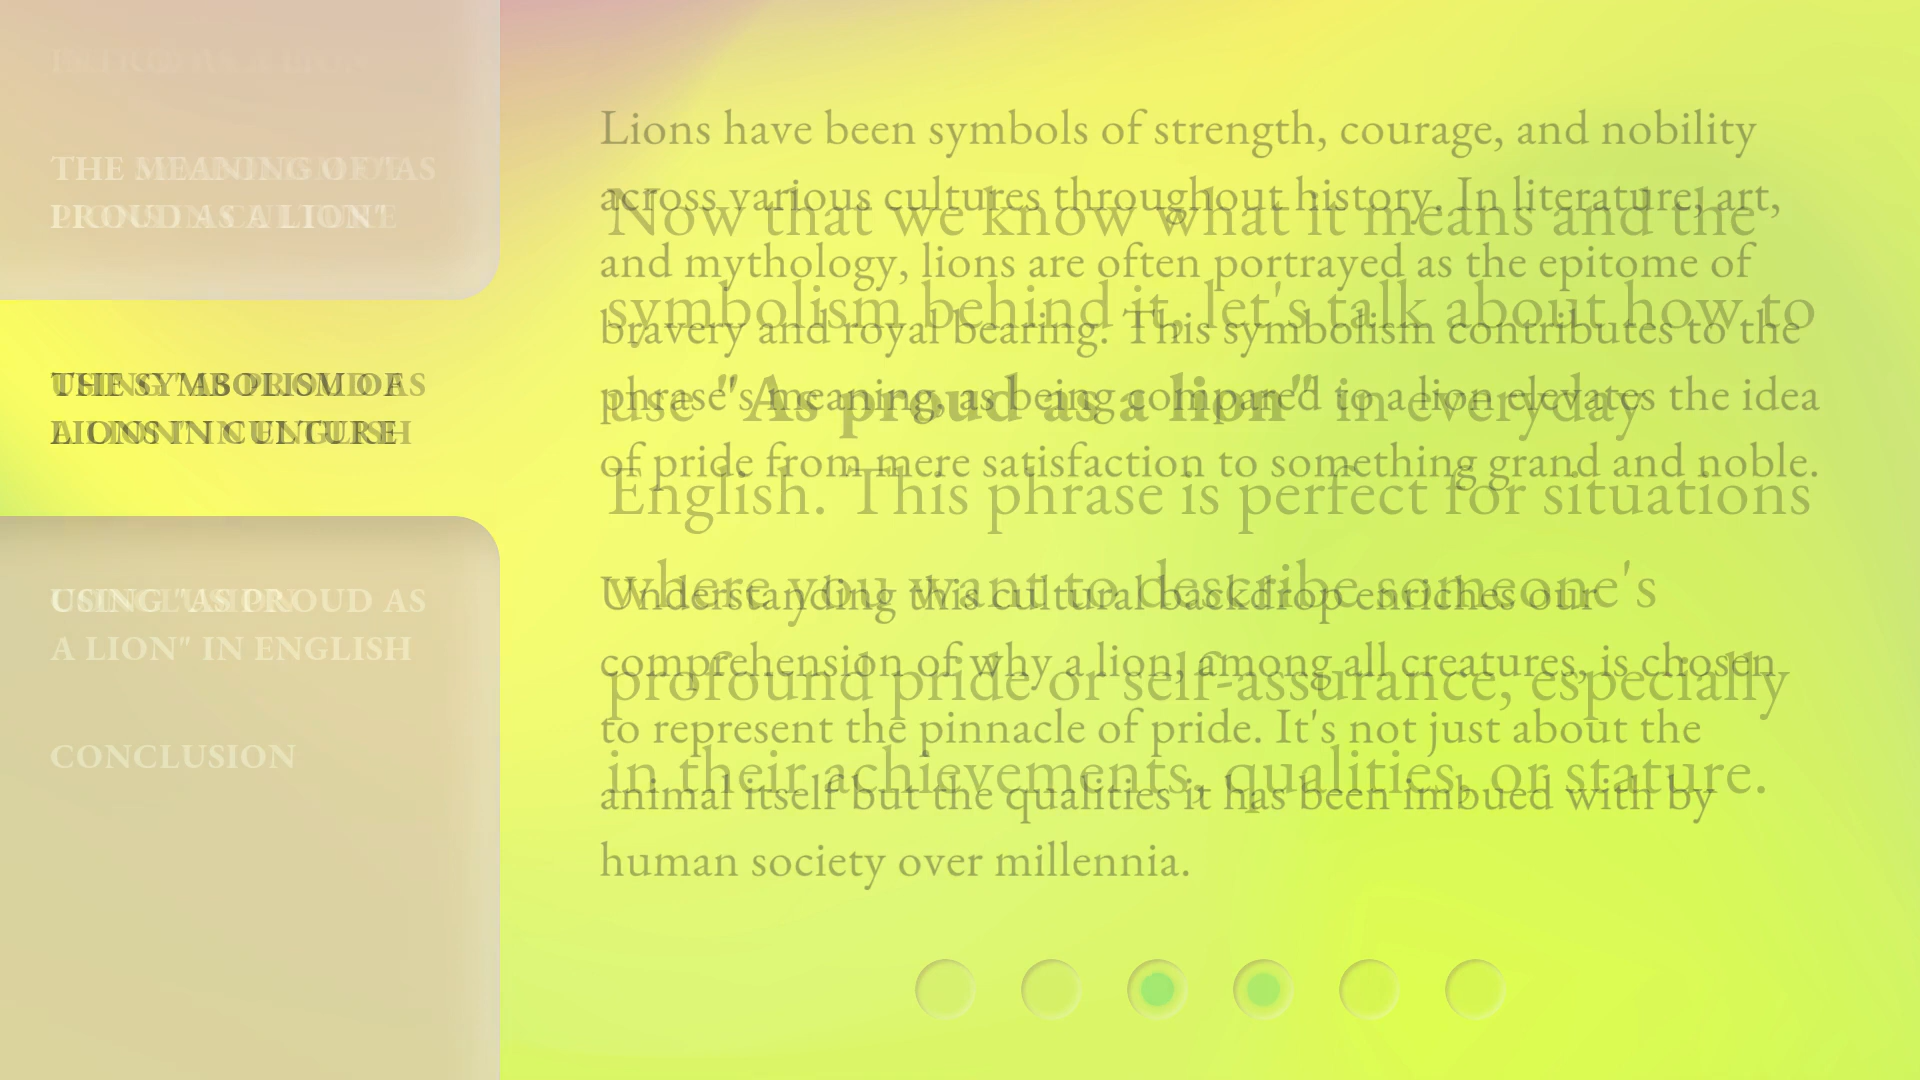 THE MEANING OF "AS
PROUD AS A LION"
THE SYMBOLISM OF
LIONS IN CULTURE
USING "AS PROUD AS
A LION" IN ENGLISH
CONCLUSION
Lions have been symbols of strength, courage, and nobility
across various cultures throughout history. In literature, art,
and mythology, lions are often portrayed as the epitome of
bravery and royal bearing. This symbolism contributes to the
phrase's meaning, as being compared to a lion elevates the idea
of pride from mere satisfaction to something grand and noble.
Understanding this cultural backdrop enriches our
comprehension of why a lion, among all creatures, is chosen
to represent the pinnacle of pride. It's not just about the
animal itself but the qualities it has been imbued with by
human society over millennia.
Now that we know what it means and the
symbolism behind it, let's talk about how to
use "As proud as a lion" in everyday
English. This phrase is perfect for situations
where you want to describe someone's
profound pride or self-assurance, especially
in their achievements, qualities, or stature.